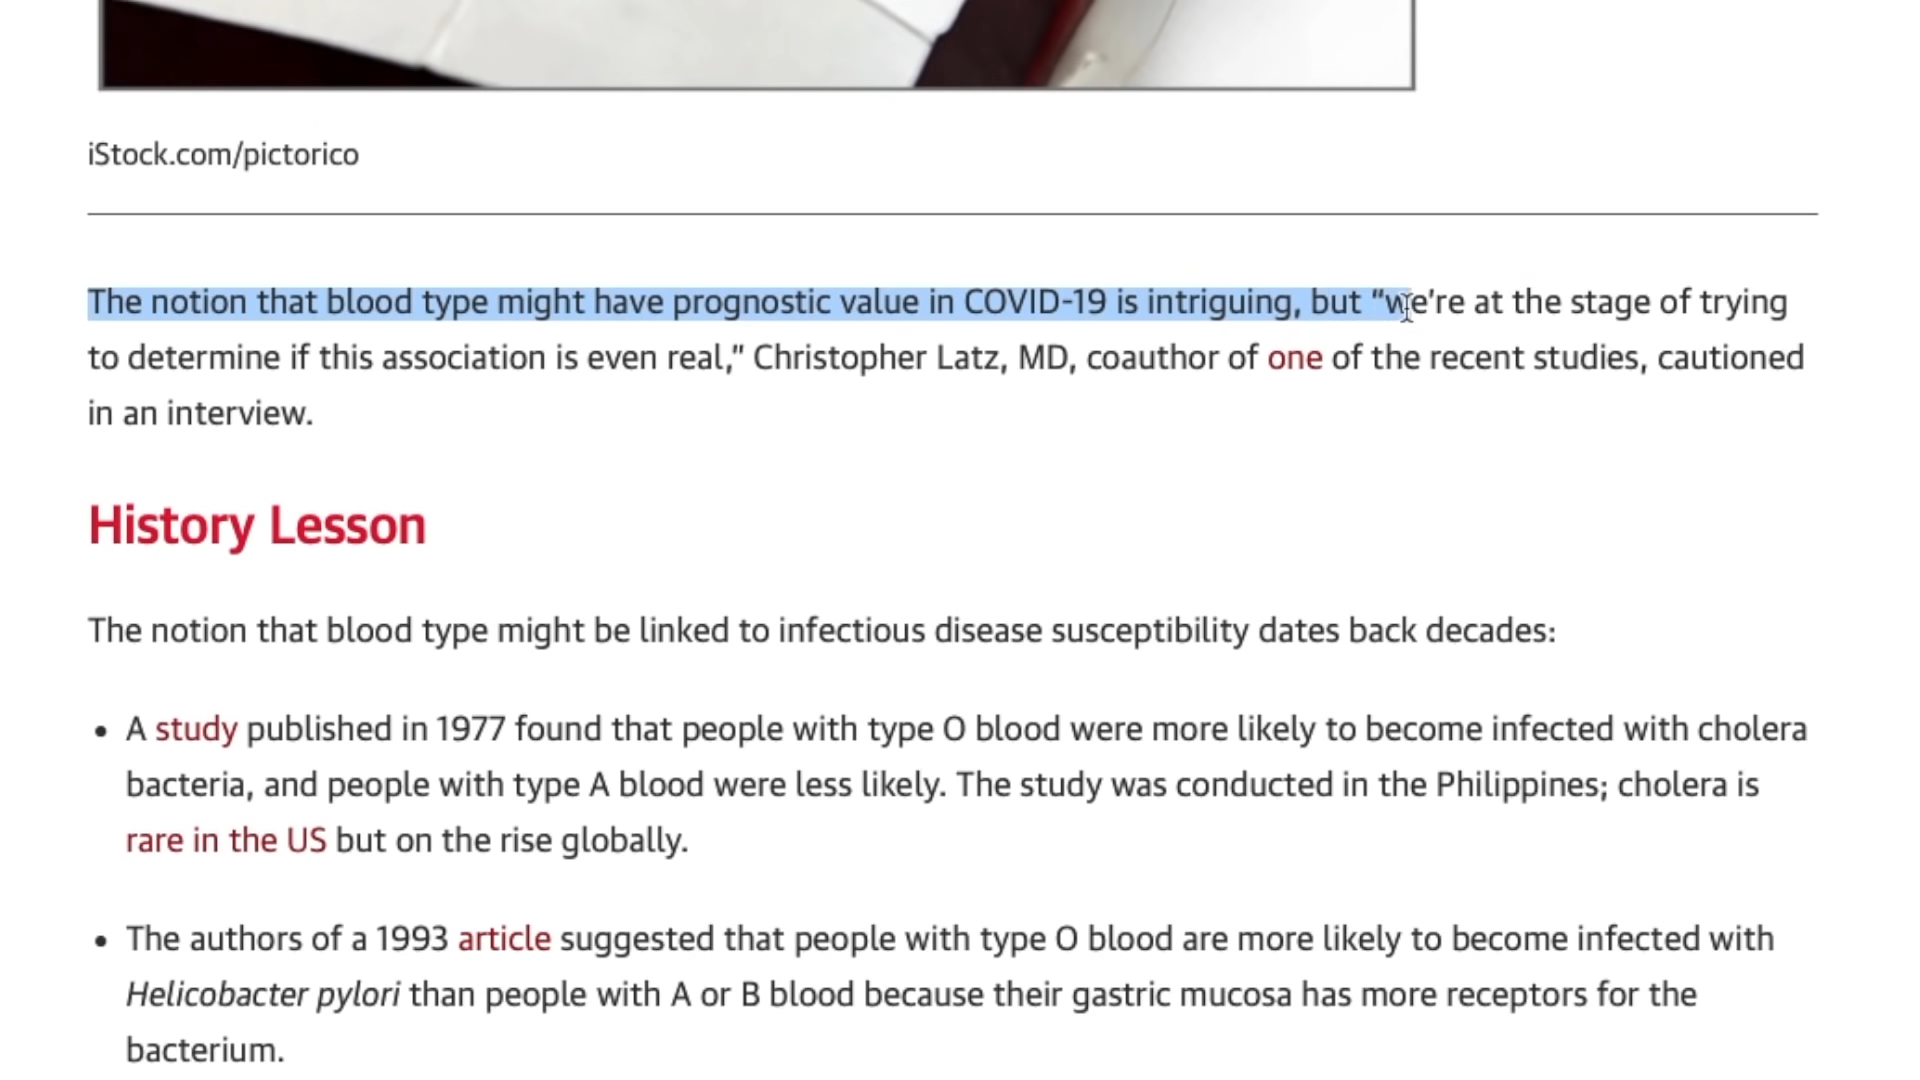 iStock.com/pictorico
The notion that blood type might have prognostic value in COVID-19 is intriguing, but “we’re at the stage of trying
to determine if this association is even real,” Christopher Latz, MD, coauthor of one of the recent studies, cautioned
in an interview.
History Lesson
The notion that blood type might be linked to infectious disease susceptibility dates back decades:
• A study published in 1977 found that people with type O blood were more likely to become infected with cholera
bacteria, and people with type A blood were less likely. The study was conducted in the Philippines; cholera is
rare in the US but on the rise globally.
• The authors of a 1993 article suggested that people with type O blood are more likely to become infected with
Helicobacter pylori than people with A or B blood because their gastric mucosa has more receptors for the
bacterium.